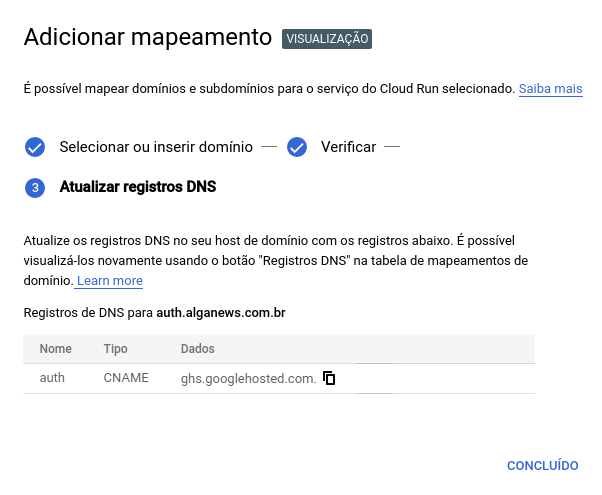 Adicionar mapeamento VISUALIZAÇÃO
É possível mapear domínios e subdomínios para o serviço do Cloud Run selecionado. Saiba mais
Selecionar ou inserir domínio — Verificar —
3 Atualizar registros DNS
Atualize os registros DNS no seu host de domínio com os registros abaixo. É possível
visualizá-los novamente usando o botão "Registros DNS" na tabela de mapeamentos de
domínio. Learn more
Registros de DNS para auth.alganews.com.br
Nome Tipo Dados
auth CNAME ghs.googlehosted.com.
CONCLUÍDO